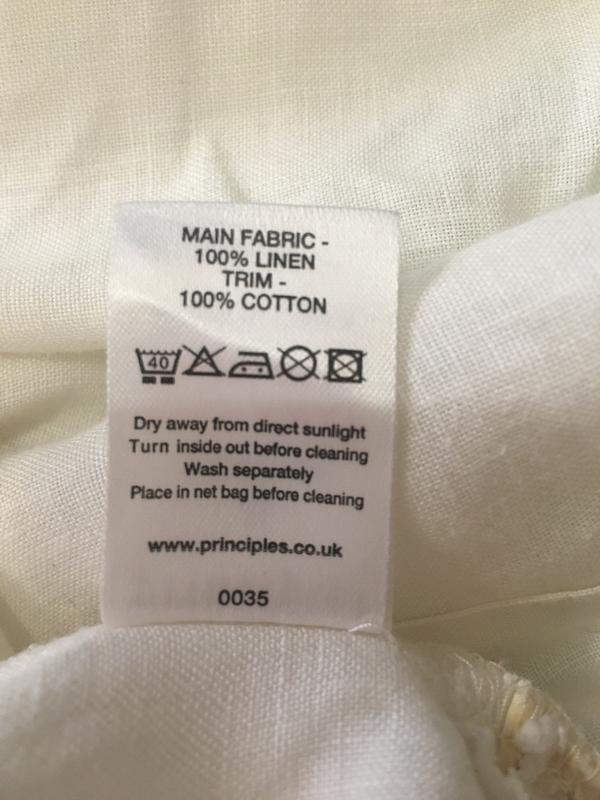 MAIN FABRIC -
100% LINEN
TRIM -
100% COTTON
40
Dry away from direct sunlight
Turn inside out before cleaning
Wash separately
Place in net bag before cleaning
www.principles.co.uk
0035